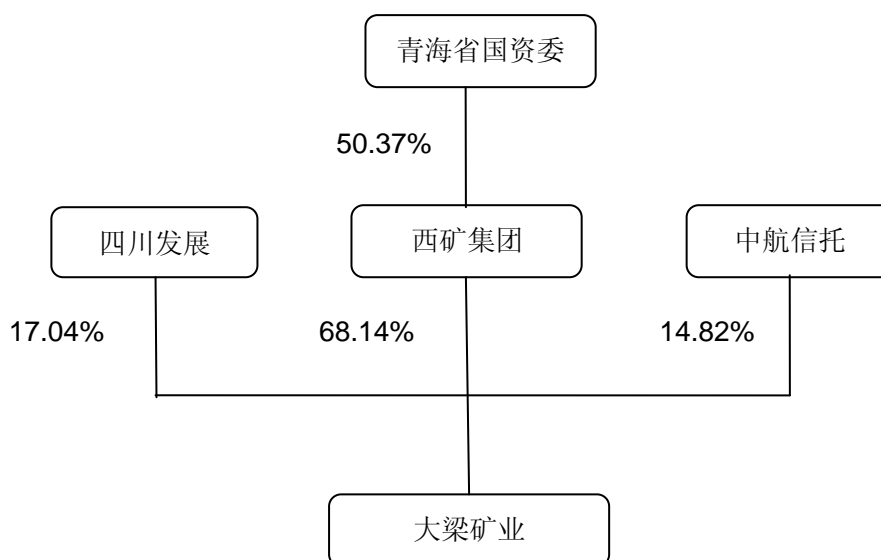 青海省国资委
50.37%
四川发展
西矿集团
中航信托
17.04%
68.14%
14.82%
大梁矿业